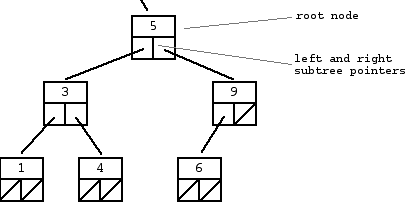 5
root node
left and right
subtree pointers
3
9
1
4
6